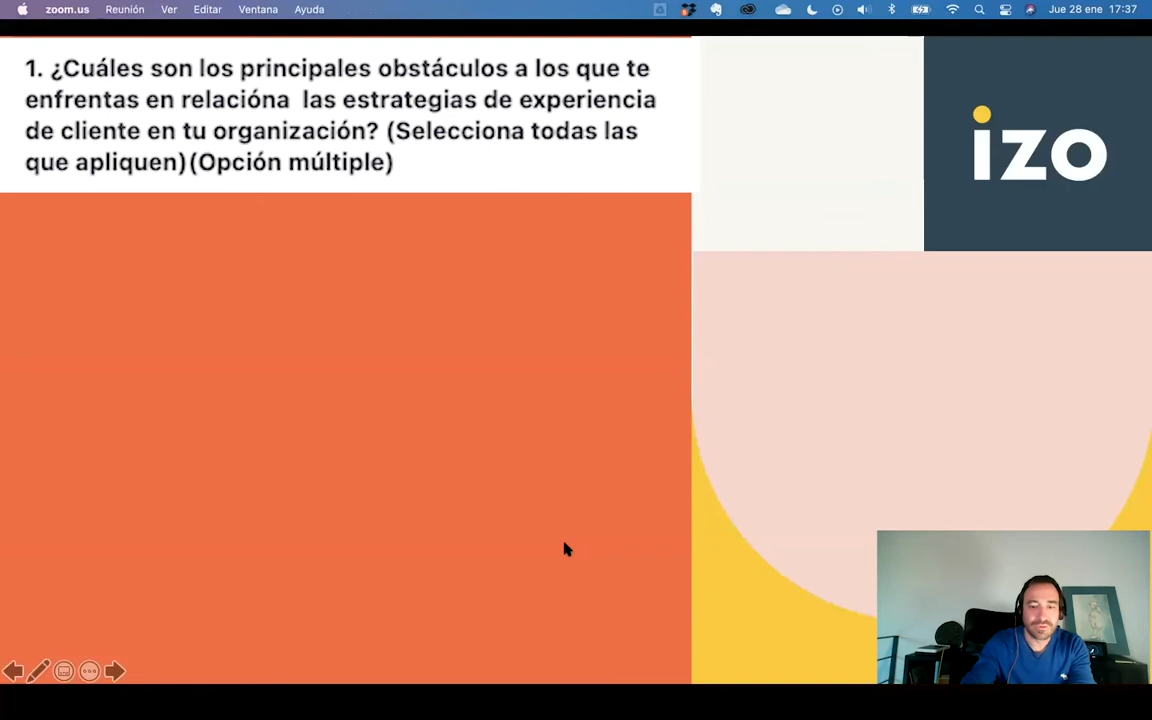 zoom.us Reunión Ver Editar Ventana Ayuda Jue 28 ene 17:37
1. ¿Cuáles son los principales obstáculos a los que te
enfrentas en relacióna las estrategias de experiencia
de cliente en tu organización? (Selecciona todas las
que apliquen)(Opción múltiple)
izo